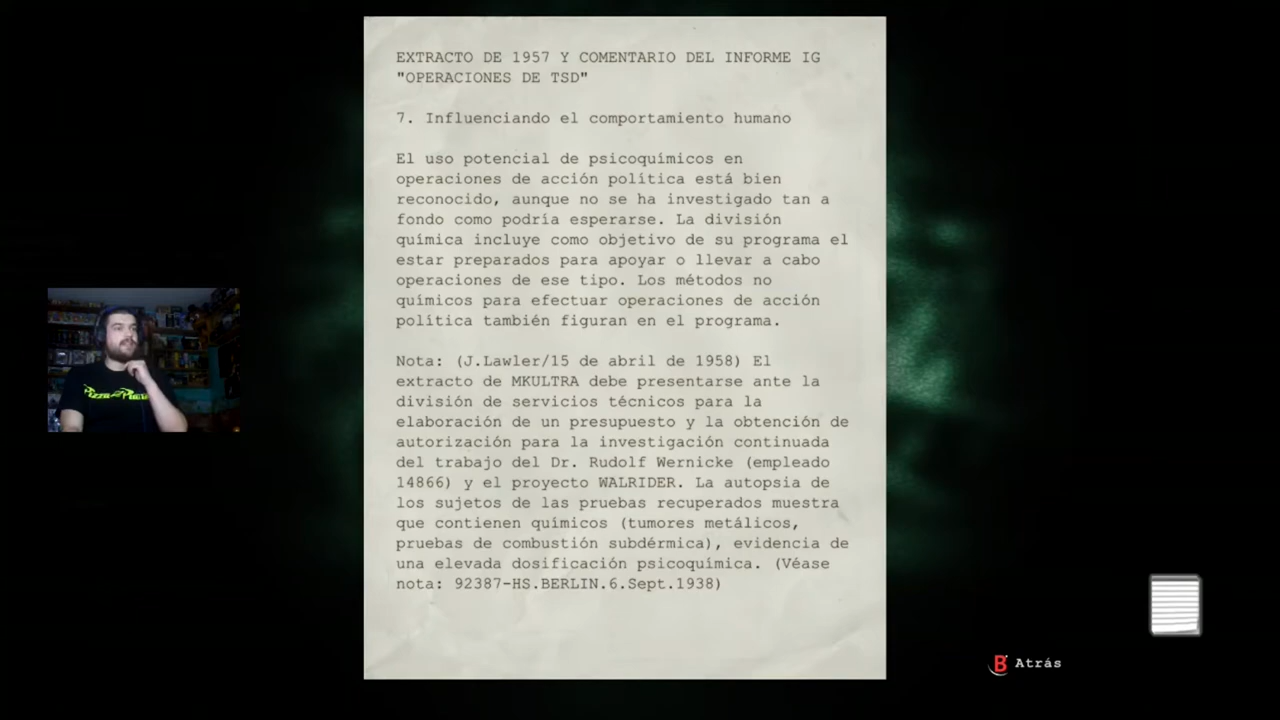 EXTRACTO DE 1957 Y COMENTARIO DEL INFORME IG
"OPERACIONES DE TSD"
7. Influenciando el comportamiento humano
El uso potencial de psicoquímicos en
operaciones de acción política está bien
reconocido, aunque no se ha investigado tan a
fondo como podría esperarse. La división
química incluye como objetivo de su programa el
estar preparados para apoyar o llevar a cabo
operaciones de ese tipo. Los métodos no
químicos para efectuar operaciones de acción
política también figuran en el programa.
Nota: (J.Lawler/15 de abril de 1958) El
extracto de MKULTRA debe presentarse ante la
división de servicios técnicos para la
elaboración de un presupuesto y la obtención de
autorización para la investigación continuada
del trabajo del Dr. Rudolf Wernicke (empleado
14866) y el proyecto WALRIDER. La autopsia de
los sujetos de las pruebas recuperados muestra
que contienen químicos (tumores metálicos,
pruebas de combustión subdérmica), evidencia de
una elevada dosificación psicoquímica. (Véase
nota: 92387-HS.BERLIN.6.Sept.1938)
B Atrás